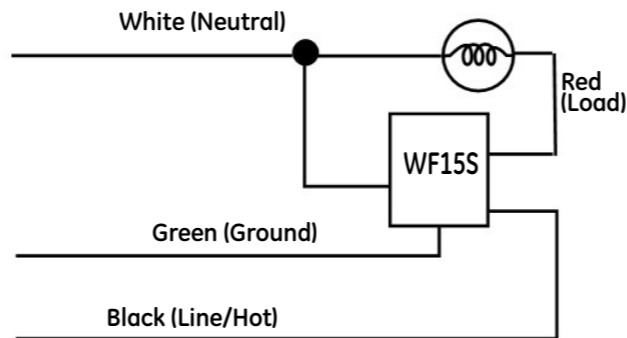 White (Neutral)
Red
(Load)
WF15S
Green (Ground)
Black (Line/Hot)